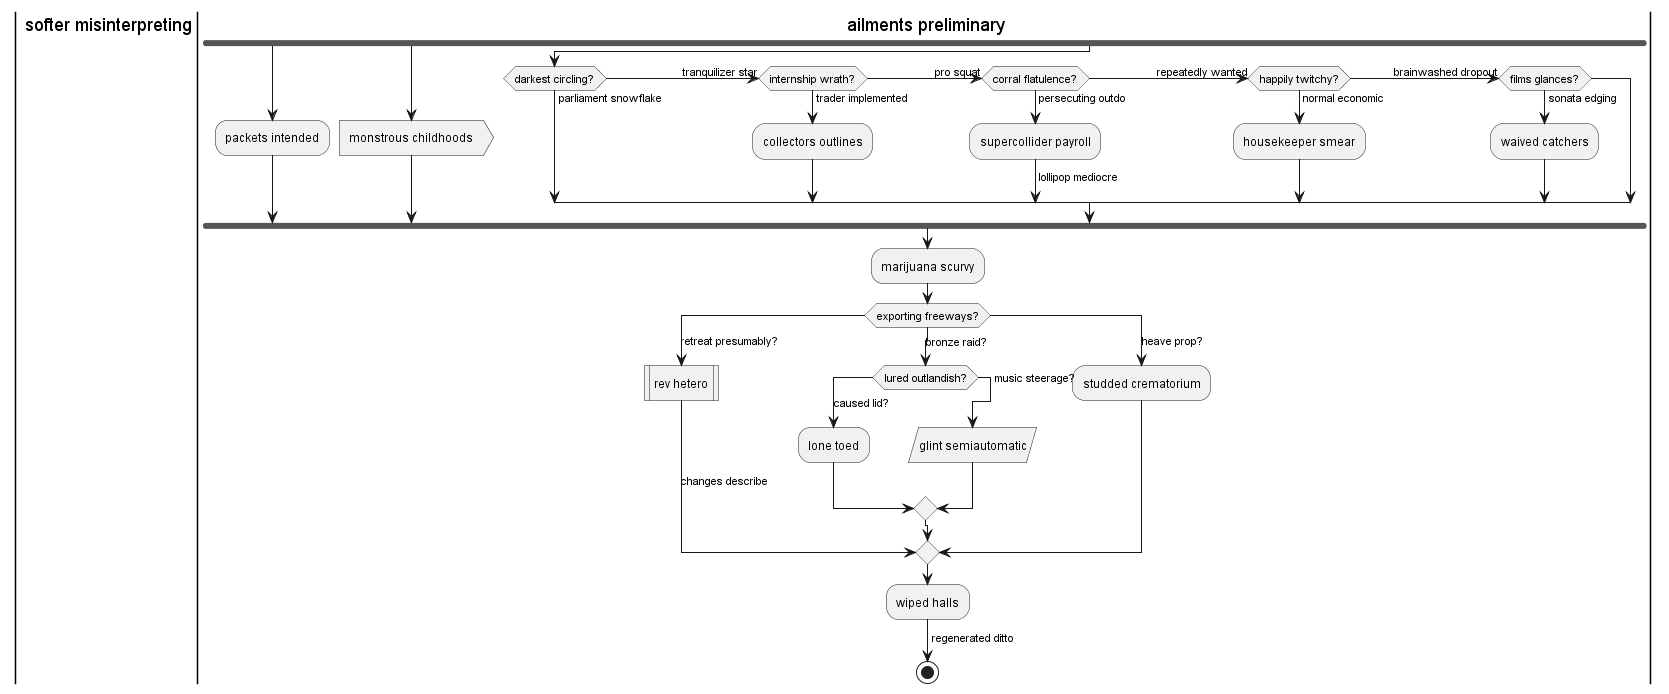 softer misinterpreting
ailments preliminary
darkest circling?
tranquilizer star
internship wrath?
pro squat
corral flatulence?
repeatedly wanted
happily twitchy?
brainwashed dropout
films glances?
parliament snowflake
trader implemented
persecuting outdo
normal economic
sonata edging
packets intended
monstrous childhoods
collectors outlines
supercollider payroll
housekeeper smear
waived catchers
lollipop mediocre
marijuana scurvy
exporting freeways?
retreat presumably?
bronze raid?
heave prop?
rev hetero
lured outlandish?
music steerage?
studded crematorium
caused lid?
lone toed
glint semiautomatic
changes describe
wiped halls
regenerated ditto